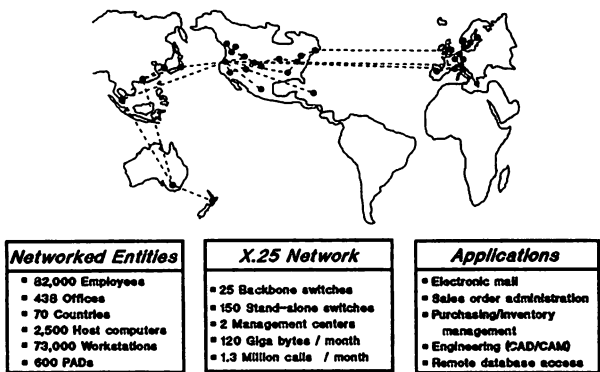 Networked Entities
▪ 82,000 Employees
▪ 438 Offices
▪ 70 Countries
▪ 2,500 Host computers
▪ 73,000 Workstations
▪ 600 PADs
X.25 Network
▪ 25 Backbone switches
▪ 150 Stand-alone switches
▪ 2 Management centers
▪ 120 Giga bytes / month
▪ 1.3 Million calls / month
Applications
▪ Electronic mail
▪ Sales order administration
▪ Purchasing/inventory
management
▪ Engineering (CAD/CAM)
▪ Remote database access